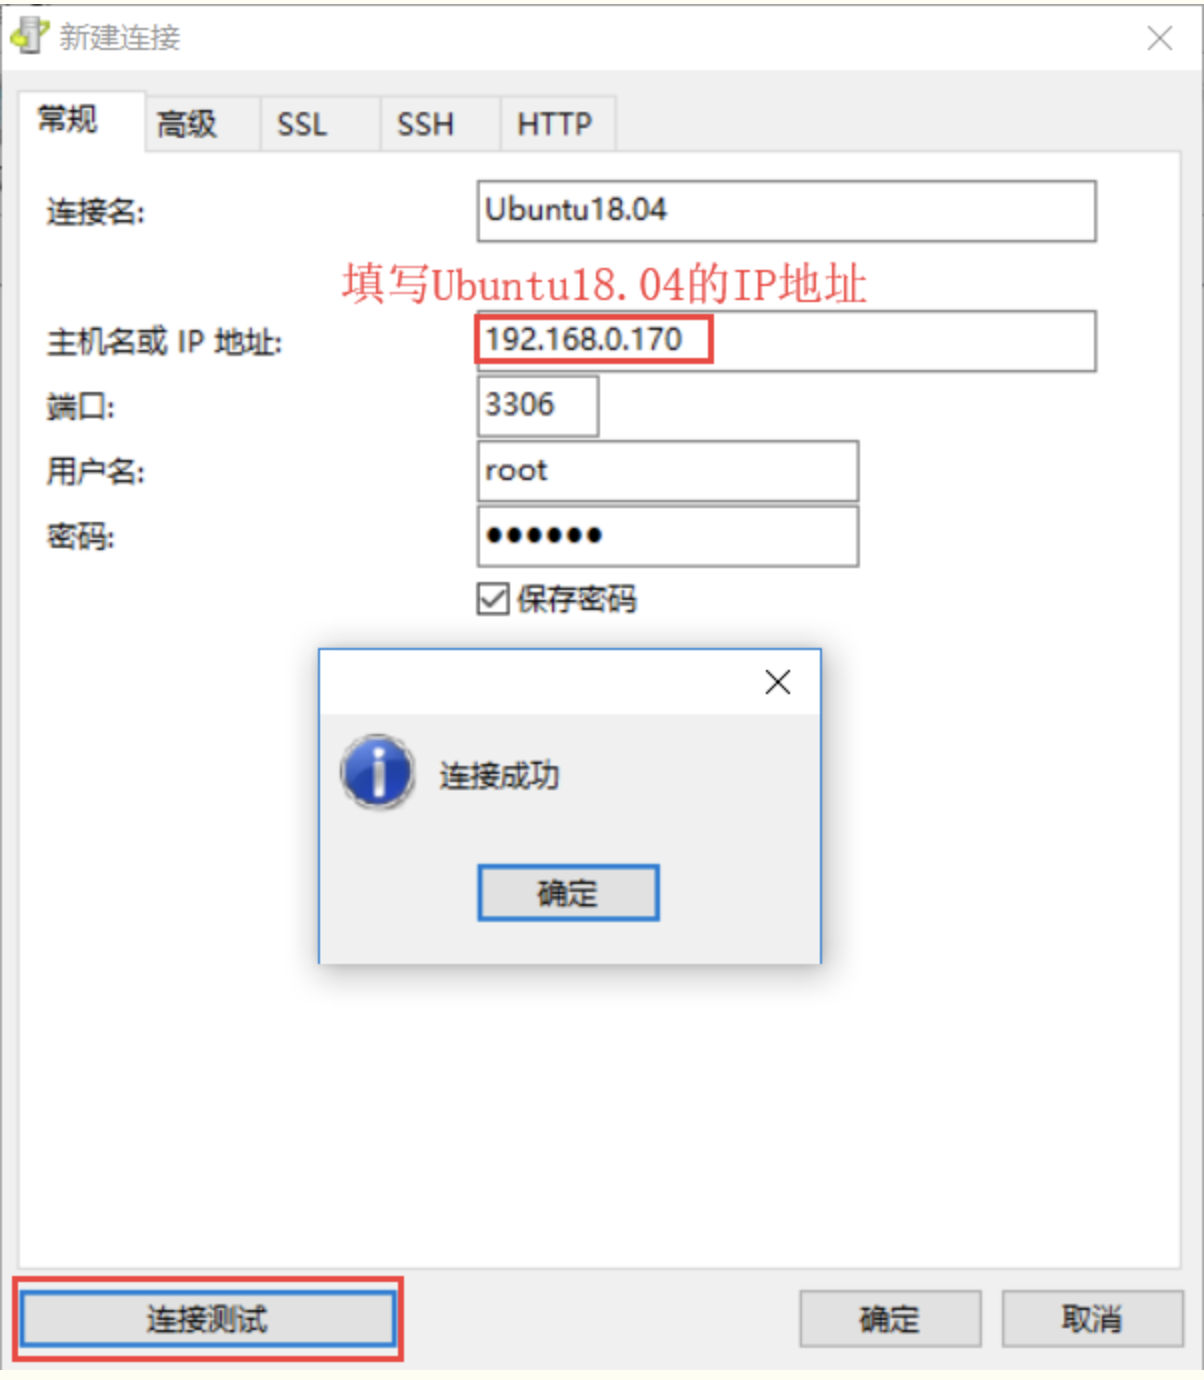 新建连接
常规 高级 SSL SSH HTTP
连接名: Ubuntu18.04
填写Ubuntu18.04的IP地址
主机名或 IP 地址: 192.168.0.170
端口: 3306
用户名: root
密码: ●●●●●●
保存密码
连接成功
确定
连接测试 确定 取消